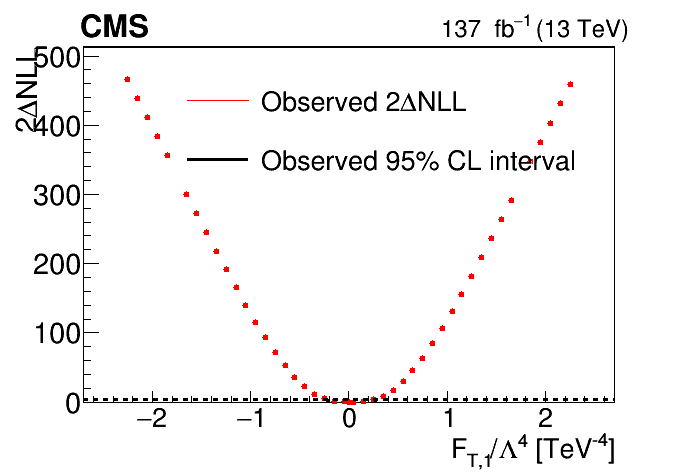 CMS
137 fb⁻¹ (13 TeV)
2ΔNLL
500
400
300
200
100
0
Observed 2ΔNLL
Observed 95% CL interval
−2 −1 0 1 2
F_T,1/Λ⁴ [TeV⁻⁴]